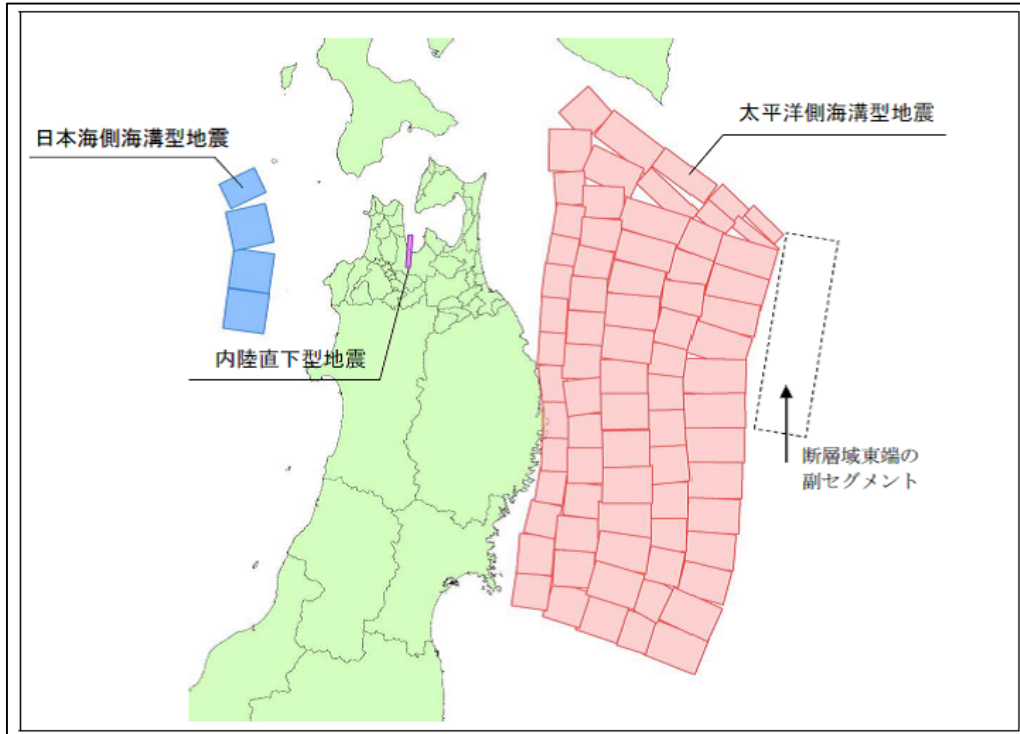 太平洋側海溝型地震
日本海側海溝型地震
内陸直下型地震
断層域東端の
副セグメント